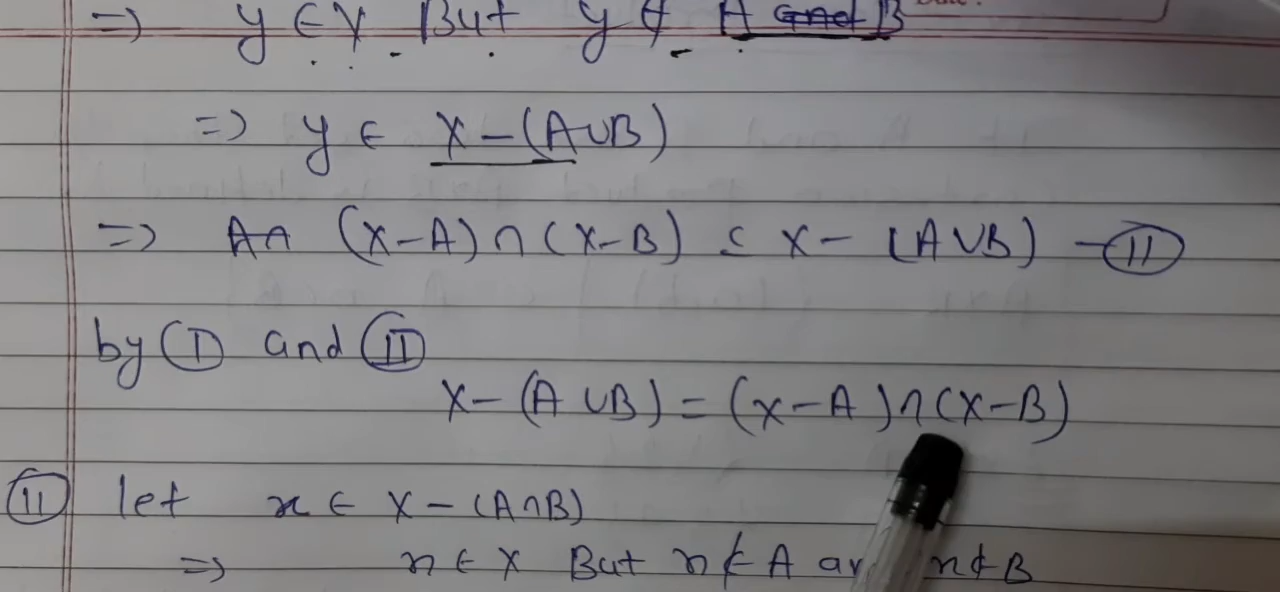 ⇒ y ∈ X But y ∉ A and B
⇒ y ∈ X - (A∪B)
⇒ A∩ (X-A)∩(X-B) ⊆ X - (A∪B) - II
by I and II
X - (A∪B) = (X-A)∩(X-B)
II let x ∈ X - (A∩B)
⇒ x ∈ X But x ∉ A x ∉ B